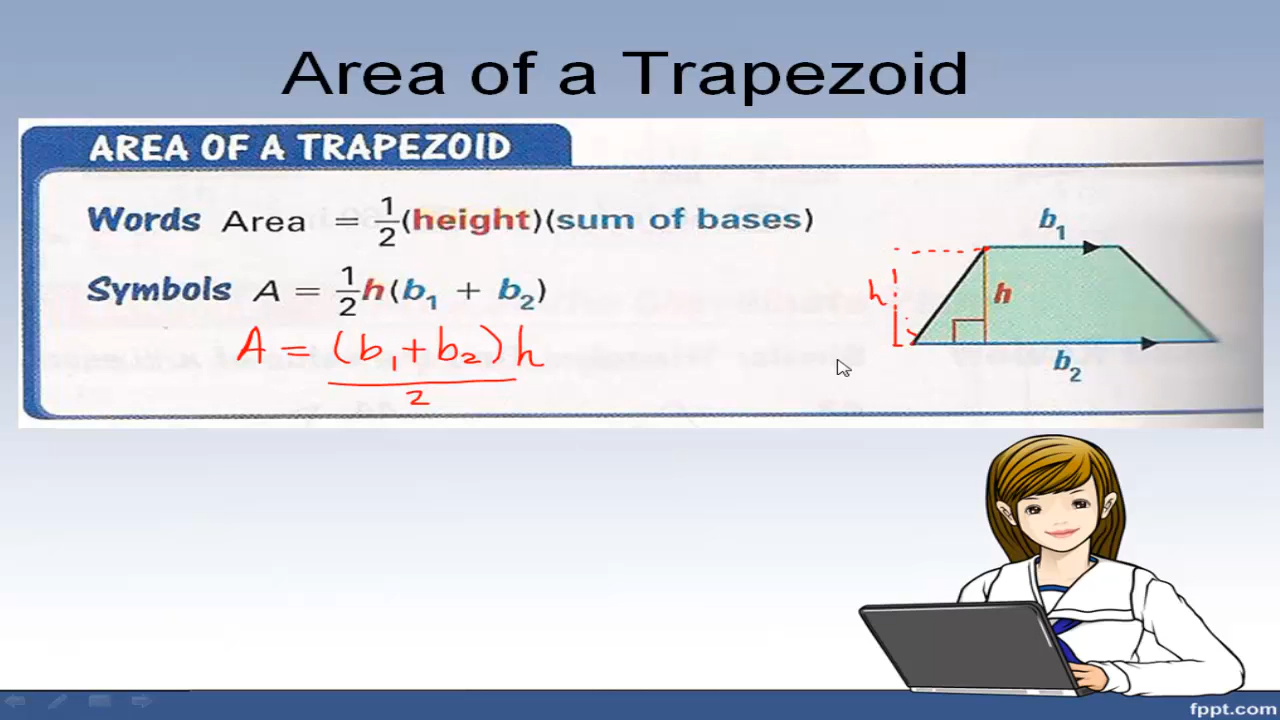 Area of a Trapezoid
AREA OF A TRAPEZOID
Words Area = 1/2(height)(sum of bases)
Symbols A = 1/2h(b₁ + b₂)
A = (b₁+b₂)h
2
b₁
h
h
b₂
fppt.com